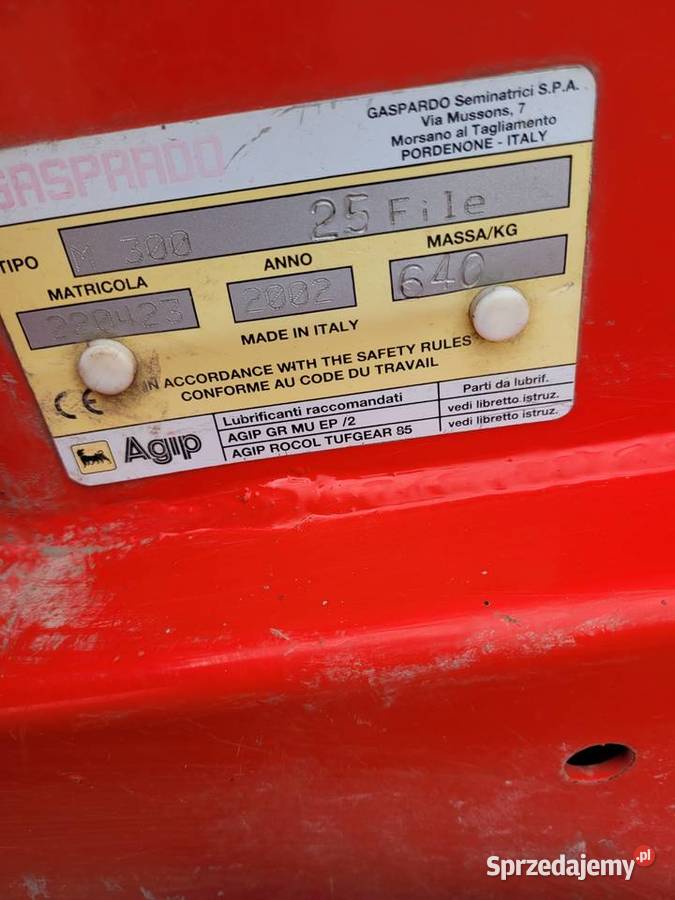 GASPARDO
GASPARDO Seminatrici S.P.A.
Via Mussons, 7
Morsano al Tagliamento
PORDENONE - ITALY
TIPO
M 300 25 File
MATRICOLA
ANNO
MASSA/KG
220423
2002
640
MADE IN ITALY
IN ACCORDANCE WITH THE SAFETY RULES
CONFORME AU CODE DU TRAVAIL
CE
Agip
Lubrificanti raccomandati
AGIP GR MU EP /2
AGIP ROCOL TUFGEAR 85
Parti da lubrif.
vedi libretto istruz.
vedi libretto istruz.
Sprzedajemy.pl